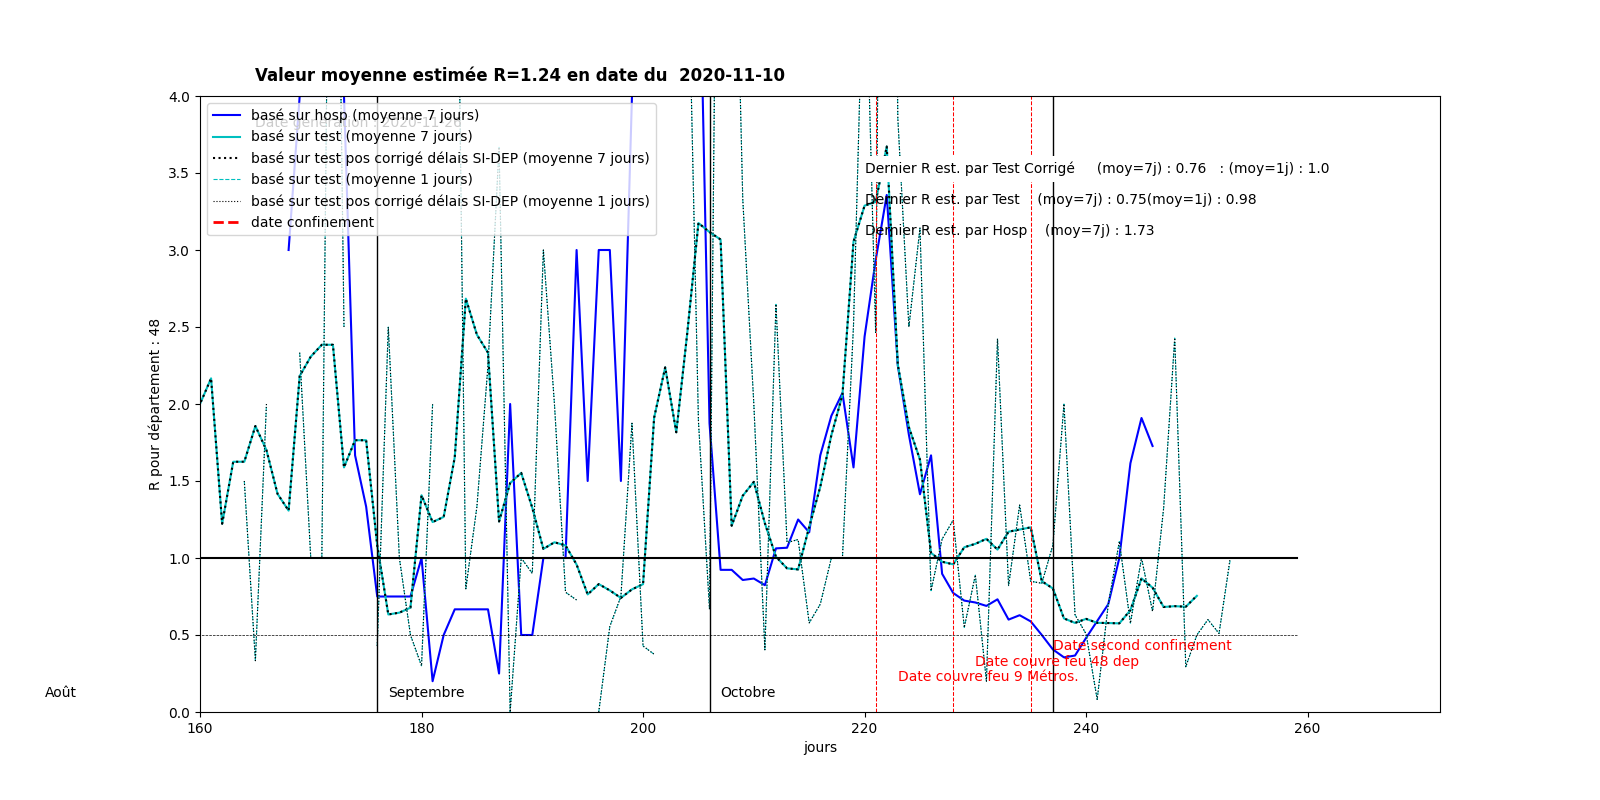 Valeur moyenne estimée R=1.24 en date du  2020-11-10
4.0
3.5
3.0
2.5
2.0
1.5
1.0
0.5
0.0
R pour département : 48
basé sur hosp (moyenne 7 jours)
basé sur test (moyenne 7 jours)
basé sur test pos corrigé délais SI-DEP (moyenne 7 jours)
basé sur test (moyenne 1 jours)
basé sur test pos corrigé délais SI-DEP (moyenne 1 jours)
date confinement
Dernier R est. par Test Corrigé     (moy=7j) : 0.76   : (moy=1j) : 1.0
Dernier R est. par Test    (moy=7j) : 0.75(moy=1j) : 0.98
Dernier R est. par Hosp    (moy=7j) : 1.73
Date second confinement
Date couvre feu 48 dep
Date couvre feu 9 Métros.
Août
Septembre
Octobre
160
180
200
220
240
260
jours